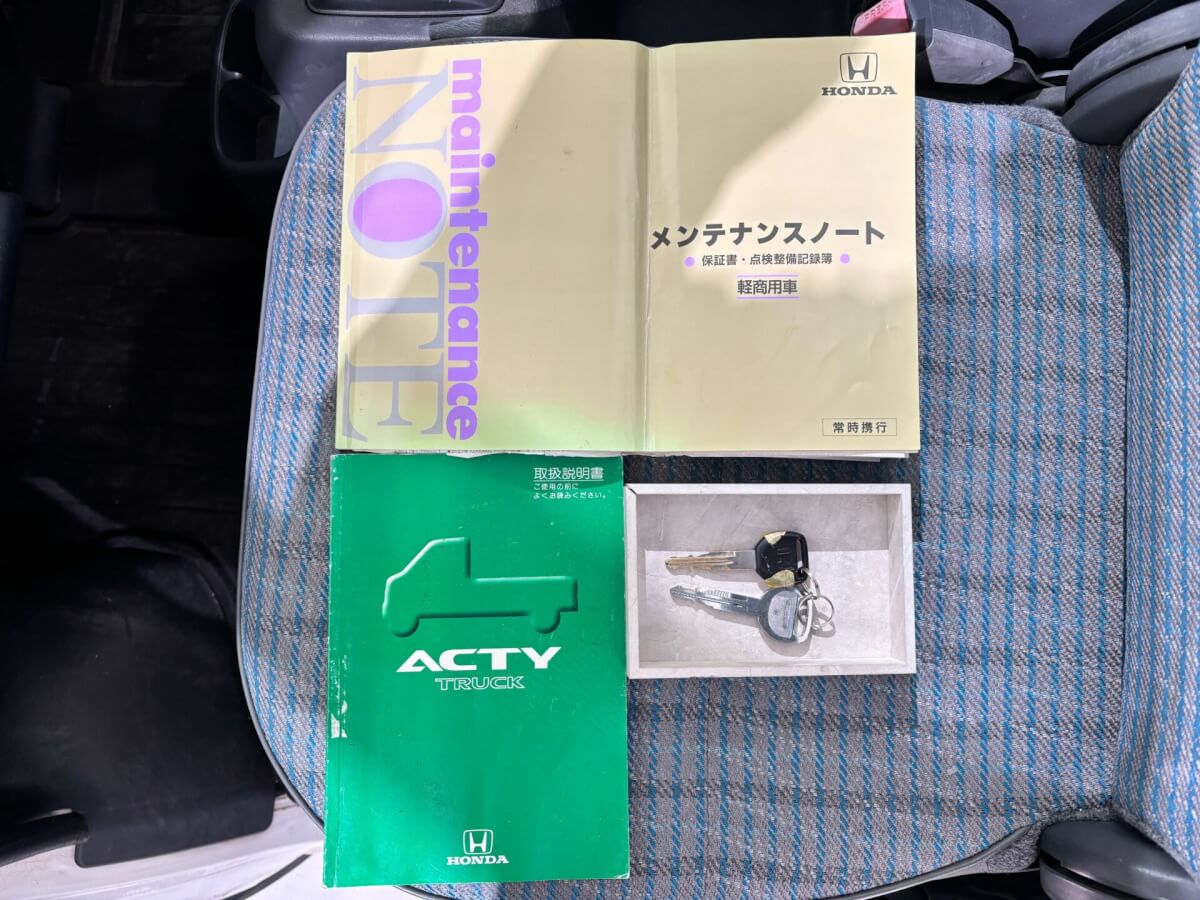 maintenance
NOTE
HONDA
メンテナンスノート
保証書・点検整備記録簿
軽商用車
常時携行
取扱説明書
ご使用の前に
よくお読みください。
ACTY
TRUCK
HONDA
PRESS